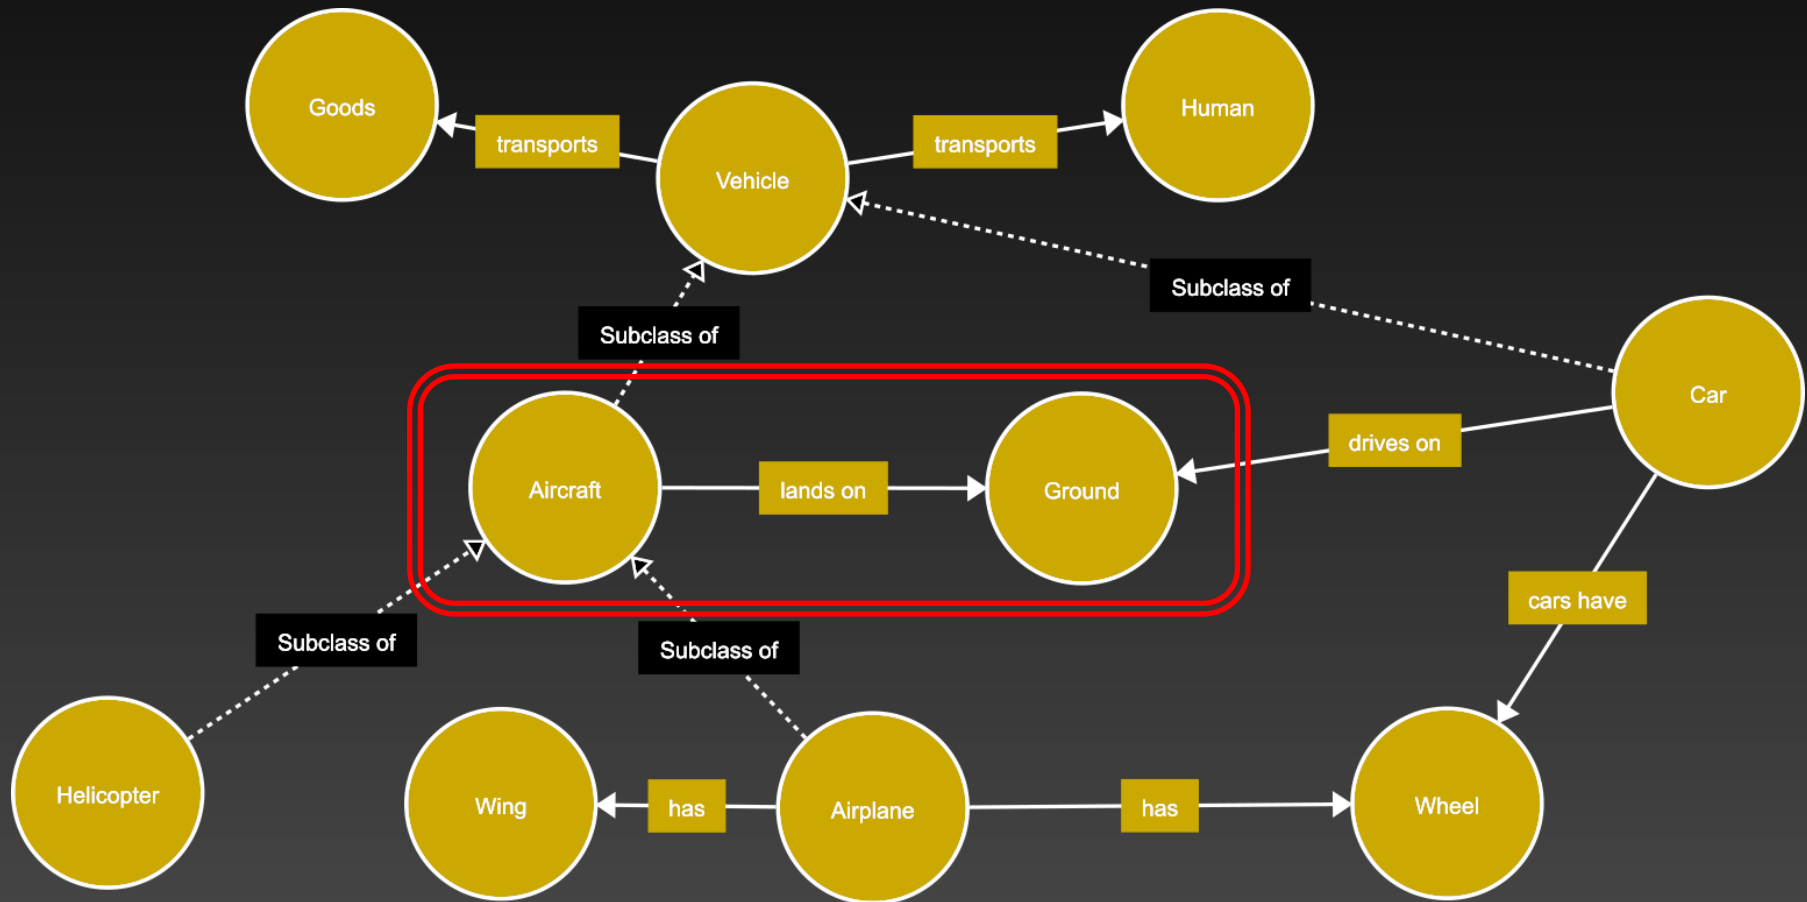 Goods
Human
transports
transports
Vehicle
Subclass of
Subclass of
Car
drives on
Aircraft
lands on
Ground
cars have
Subclass of
Subclass of
Helicopter
Wing
has
Airplane
has
Wheel